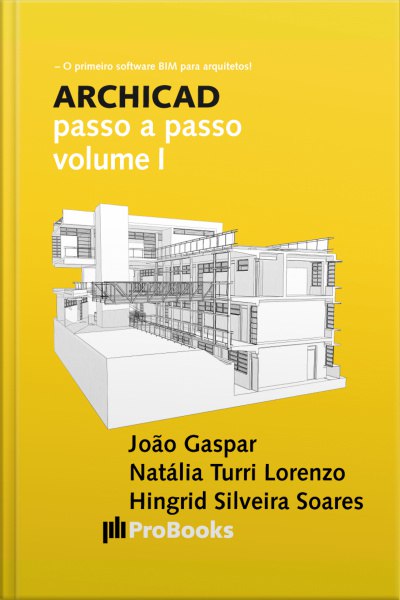 – O primeiro software BIM para arquitetos!
ARCHICAD
passo a passo
volume I
João Gaspar
Natália Turri Lorenzo
Hingrid Silveira Soares
ProBooks